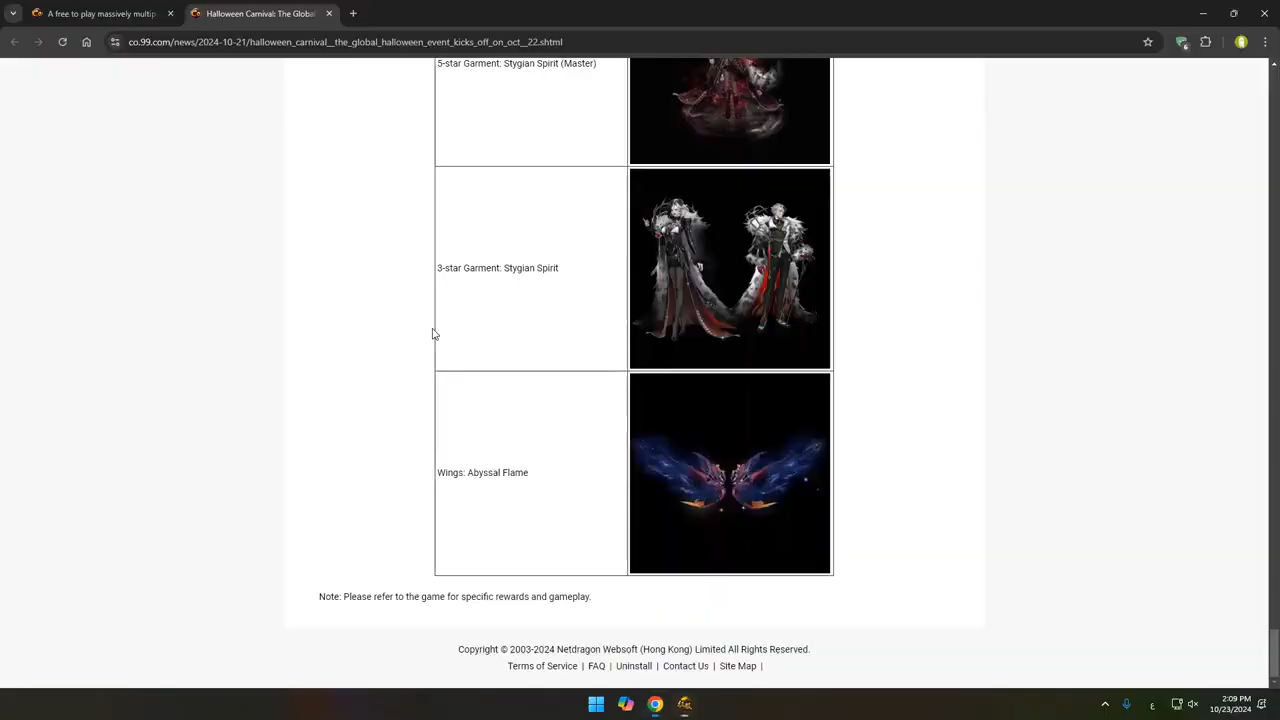 A free to play massively multip
Halloween Carnival: The Global
co.99.com/news/2024-10-21/halloween_carnival__the_global_halloween_event_kicks_off_on_oct__22.shtml
5-star Garment: Stygian Spirit (Master)
3-star Garment: Stygian Spirit
Wings: Abyssal Flame
Note: Please refer to the game for specific rewards and gameplay.
Copyright © 2003-2024 Netdragon Websoft (Hong Kong) Limited All Rights Reserved.
Terms of Service | FAQ | Uninstall | Contact Us | Site Map |
ع
2:09 PM
10/23/2024